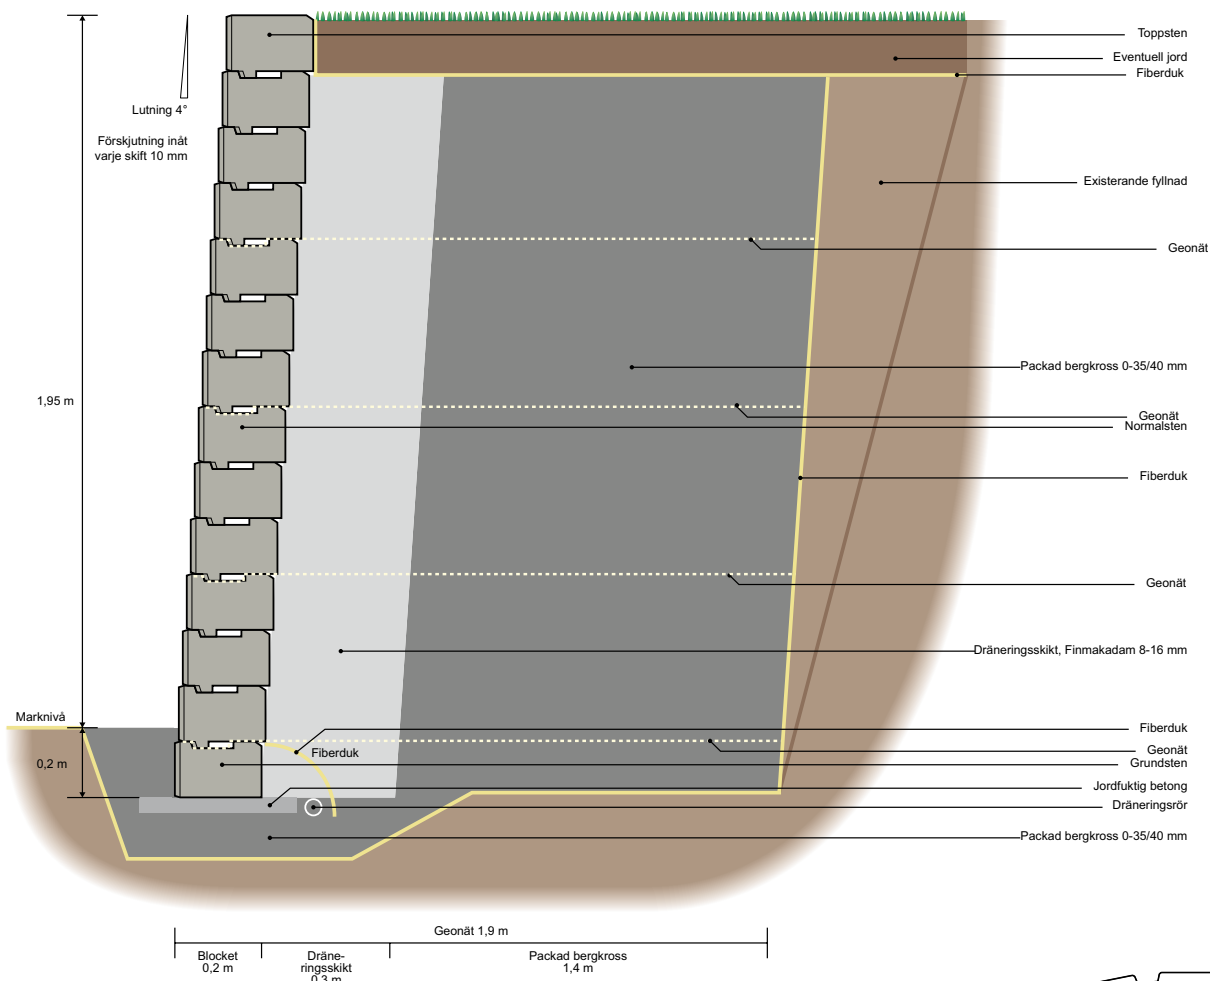 Toppsten
Eventuell jord
Fiberduk
Lutning 4°
Förskjutning inåt
varje skift 10 mm
Existerande fyllnad
Geonät
Packad bergkross 0-35/40 mm
1,95 m
Geonät
Normalsten
Fiberduk
Geonät
Dräneringsskikt, Finmakadam 8-16 mm
Marknivå
Fiberduk
Fiberduk
Geonät
0,2 m
Grundsten
Jordfuktig betong
Dräneringsrör
Packad bergkross 0-35/40 mm
Geonät 1,9 m
Blocket
0,2 m
Dräne-
ringsskikt
0,3 m
Packad bergkross
1,4 m